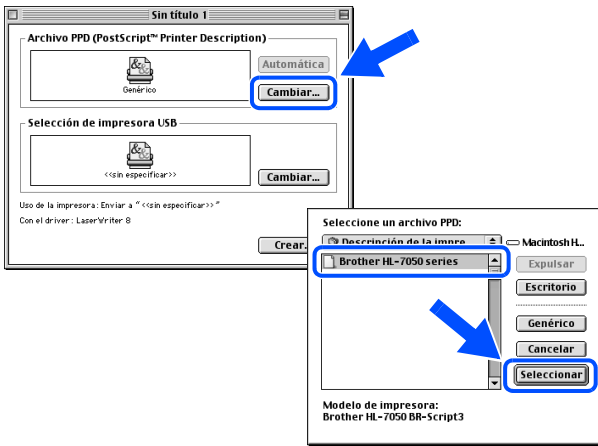 Sin título 1
Archivo PPD (PostScript™ Printer Description)
Genérico
Automática
Cambiar...
Selección de impresora USB
<<sin especificar>>
Cambiar...
Uso de la impresora: Enviar a “<<sin especificar>>”
Con el driver: LaserWriter 8
Crear.
Seleccione un archivo PPD:
Descripción de la impre...
Macintosh H...
Brother HL-7050 series
Expulsar
Escritorio
Genérico
Cancelar
Seleccionar
Modelo de impresora:
Brother HL-7050 BR-Script3